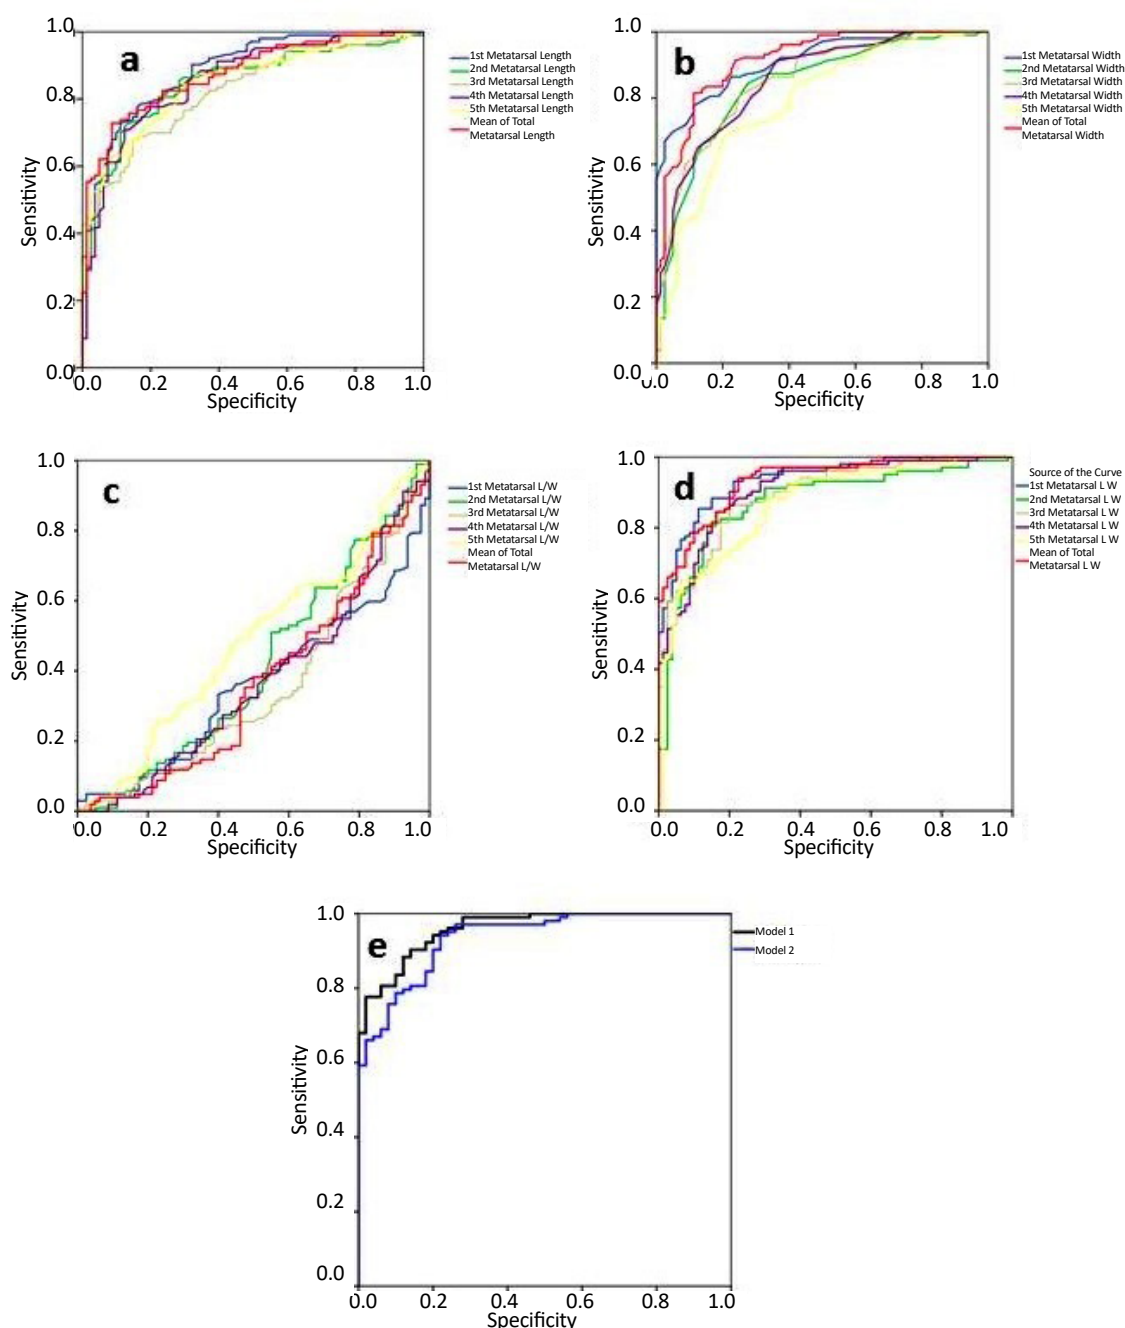 a
1.0
0.8
0.6
0.4
0.2
0.0
0.0 0.2 0.4 0.6 0.8 1.0
Sensitivity
Specificity
1st Metatarsal Length
2nd Metatarsal Length
3rd Metatarsal Length
4th Metatarsal Length
5th Metatarsal Length
Mean of Total
Metatarsal Length
b
1.0
0.8
0.6
0.4
0.2
0.0
0.0 0.2 0.4 0.6 0.8 1.0
Sensitivity
Specificity
1st Metatarsal Width
2nd Metatarsal Width
3rd Metatarsal Width
4th Metatarsal Width
5th Metatarsal Width
Mean of Total
Metatarsal Width
c
1.0
0.8
0.6
0.4
0.2
0.0
0.0 0.2 0.4 0.6 0.8 1.0
Sensitivity
Specificity
1st Metatarsal L/W
2nd Metatarsal L/W
3rd Metatarsal L/W
4th Metatarsal L/W
5th Metatarsal L/W
Mean of Total
Metatarsal L/W
d
1.0
0.8
0.6
0.4
0.2
0.0
0.0 0.2 0.4 0.6 0.8 1.0
Sensitivity
Specificity
Source of the Curve
1st Metatarsal L W
2nd Metatarsal L W
3rd Metatarsal L W
4th Metatarsal L W
5th Metatarsal L W
Mean of Total
Metatarsal L W
e
1.0
0.8
0.6
0.4
0.2
0.0
0.0 0.2 0.4 0.6 0.8 1.0
Sensitivity
Specificity
Model 1
Model 2